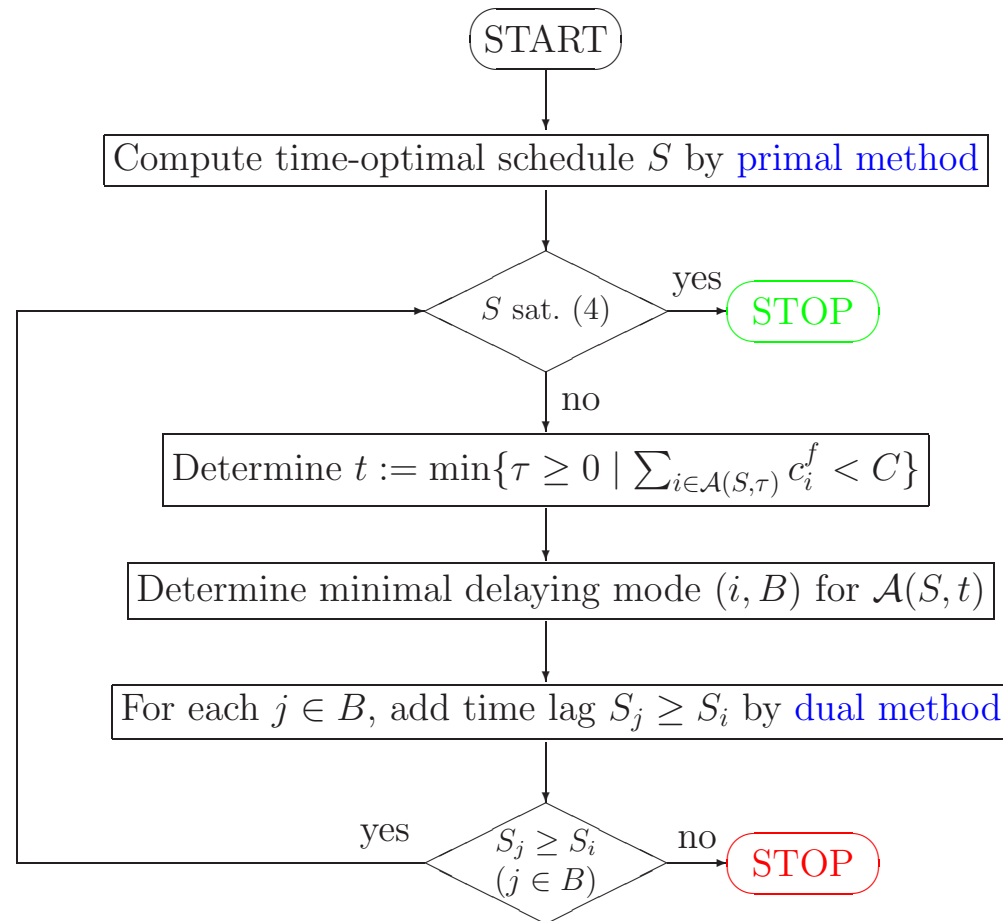 START
Compute time-optimal schedule S by primal method
S sat. (4)
yes
STOP
no
Determine t := min{τ ≥ 0 | ∑_{i∈𝒜(S,τ)} c_i^f < C}
Determine minimal delaying mode (i, B) for 𝒜(S, t)
For each j ∈ B, add time lag S_j ≥ S_i by dual method
yes
S_j ≥ S_i
(j ∈ B)
no
STOP